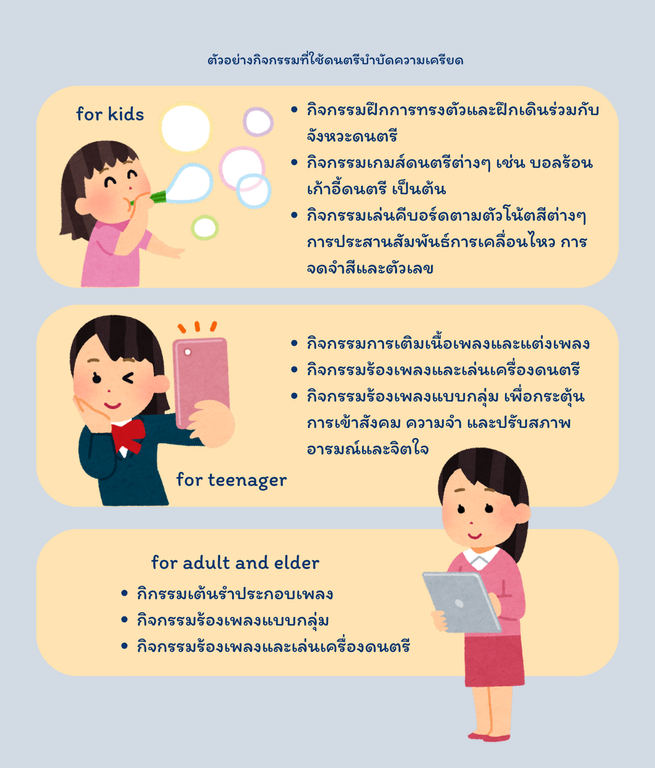 ตัวอย่างกิจกรรมที่ใช้ดนตรีบำบัดความเครียด
for kids
• กิจกรรมฝึกการทรงตัวและฝึกเดินร่วมกับ
จังหวะดนตรี
• กิจกรรมเกมส์ดนตรีต่างๆ เช่น บอลร้อน
เก้าอี้ดนตรี เป็นต้น
• กิจกรรมเล่นคีบอร์ดตามตัวโน้ตสีต่างๆ
การประสานสัมพันธ์การเคลื่อนไหว การ
จดจำสีและตัวเลข
• กิจกรรมการเติมเนื้อเพลงและแต่งเพลง
• กิจกรรมร้องเพลงและเล่นเครื่องดนตรี
• กิจกรรมร้องเพลงแบบกลุ่ม เพื่อกระตุ้น
การเข้าสังคม ความจำ และปรับสภาพ
อารมณ์และจิตใจ
for teenager
for adult and elder
• กิกรรมเต้นรำประกอบเพลง
• กิจกรรมร้องเพลงแบบกลุ่ม
• กิจกรรมร้องเพลงและเล่นเครื่องดนตรี